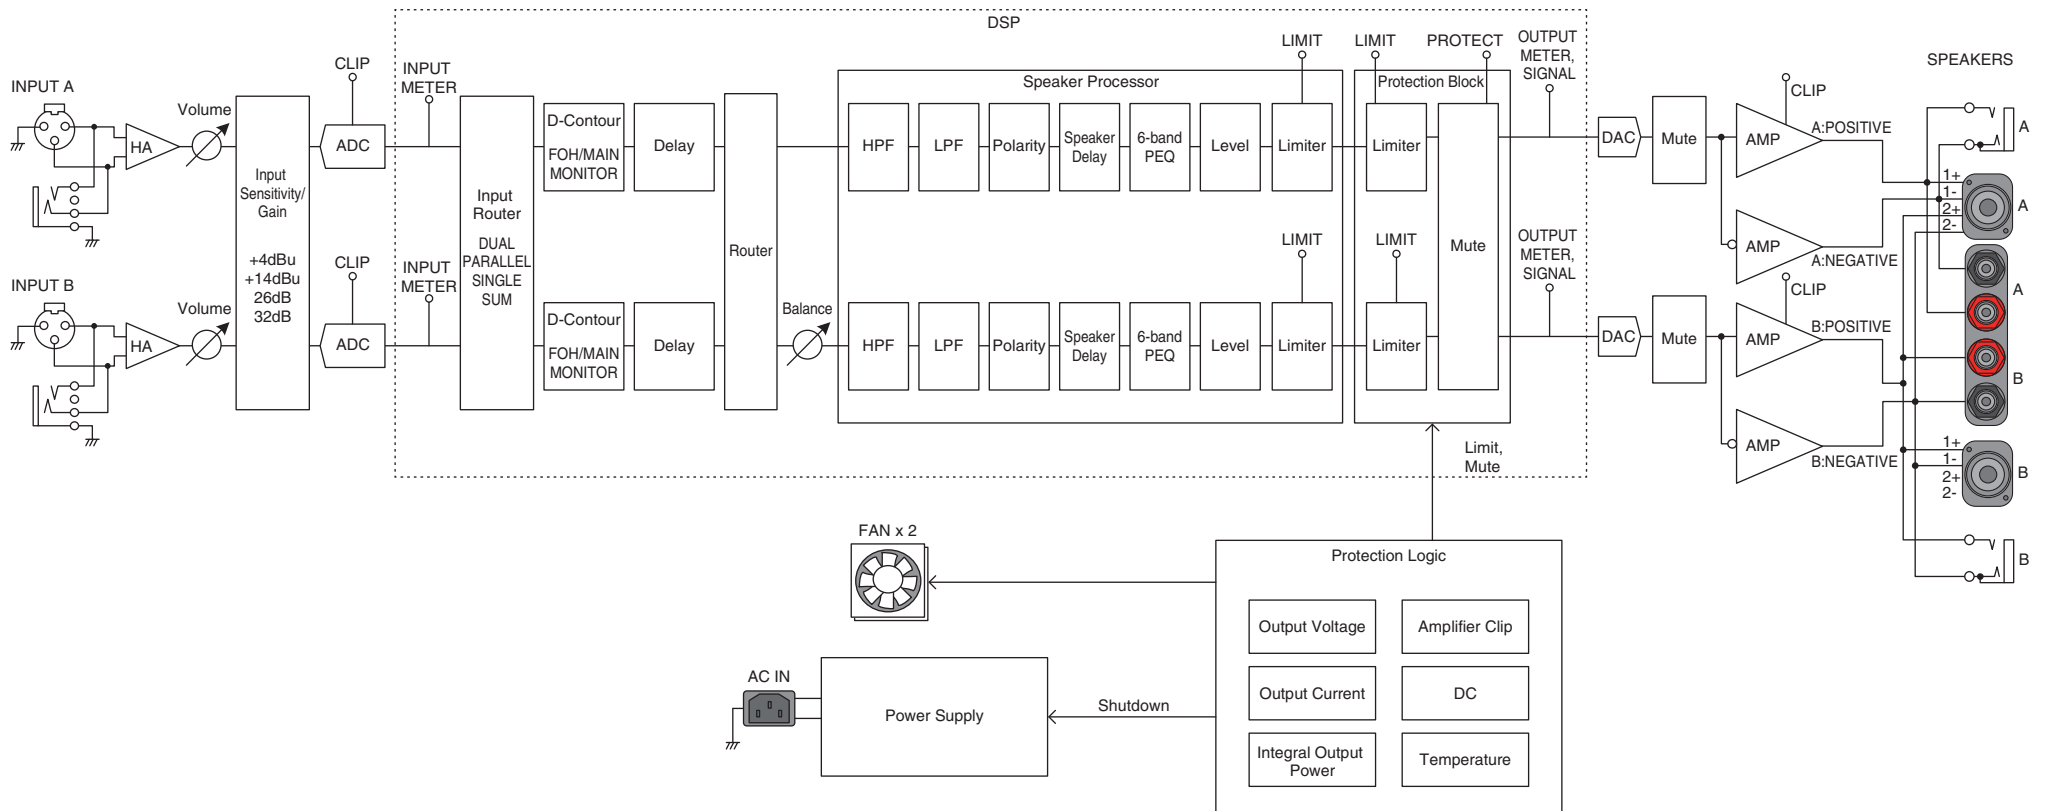 DSP
INPUT A
Volume
HA
CLIP
ADC
INPUT
METER
INPUT B
Volume
HA
CLIP
ADC
INPUT
METER
Input
Sensitivity/
Gain
+4dBu
+14dBu
26dB
32dB
Input
Router
DUAL
PARALLEL
SINGLE
SUM
D-Contour
FOH/MAIN
MONITOR
Delay
D-Contour
FOH/MAIN
MONITOR
Delay
Router
Balance
Speaker Processor
LIMIT
HPF
LPF
Polarity
Speaker
Delay
6-band
PEQ
Level
Limiter
LIMIT
HPF
LPF
Polarity
Speaker
Delay
6-band
PEQ
Level
Limiter
LIMIT
PROTECT
Protection Block
Limiter
LIMIT
Limiter
Mute
OUTPUT
METER,
SIGNAL
OUTPUT
METER,
SIGNAL
Limit,
Mute
DAC
Mute
AMP
CLIP
A:POSITIVE
AMP
A:NEGATIVE
DAC
Mute
AMP
CLIP
B:POSITIVE
AMP
B:NEGATIVE
SPEAKERS
A
1+
1-
2+
2-
A
A
B
1+
1-
2+
2-
B
B
FAN x 2
AC IN
Power Supply
Shutdown
Protection Logic
Output Voltage
Amplifier Clip
Output Current
DC
Integral Output
Power
Temperature